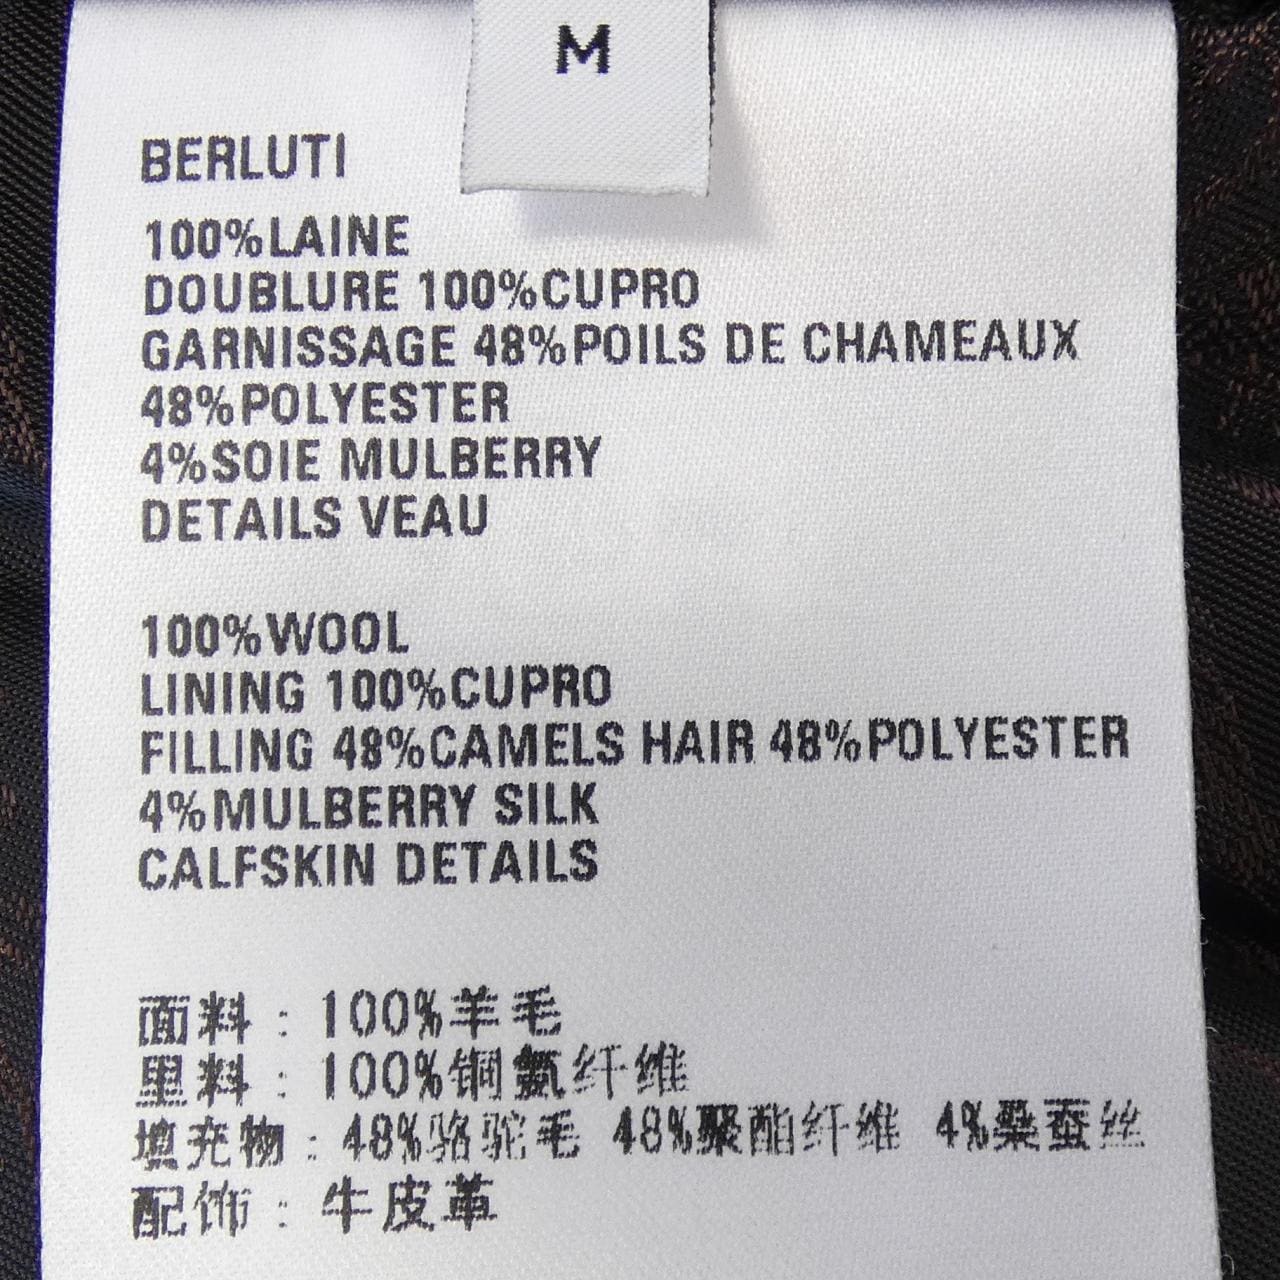 M
BERLUTI
100%LAINE
DOUBLURE 100%CUPRO
GARNISSAGE 48%POILS DE CHAMEAUX
48%POLYESTER
4%SOIE MULBERRY
DETAILS VEAU
100%WOOL
LINING 100%CUPRO
FILLING 48%CAMELS HAIR 48%POLYESTER
4%MULBERRY SILK
CALFSKIN DETAILS
面料：100%羊毛
里料：100%铜氨纤维
填充物：48%骆驼毛 48%聚酯纤维 4%桑蚕丝
配饰：牛皮革